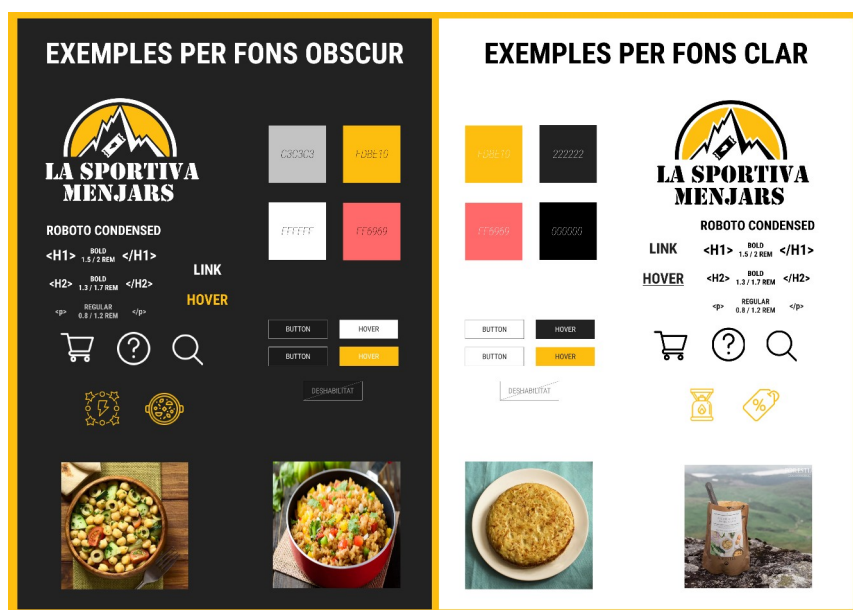 EXEMPLES PER FONS OBSCUR
LA SPORTIVA
MENJARS
C3C3C3
FDBE10
FFFFFF
FF6969
ROBOTO CONDENSED
<H1> BOLD </H1>
1.5 / 2 REM
<H2> BOLD </H2>
1.3 / 1.7 REM
<p> REGULAR </p>
0.8 / 1.2 REM
LINK
HOVER
BUTTON
HOVER
BUTTON
HOVER
DESHABILITAT
EXEMPLES PER FONS CLAR
FDBE10
222222
FF6969
000000
LA SPORTIVA
MENJARS
ROBOTO CONDENSED
LINK
HOVER
<H1> BOLD </H1>
1.5 / 2 REM
<H2> BOLD </H2>
1.3 / 1.7 REM
<p> REGULAR </p>
0.8 / 1.2 REM
BUTTON
HOVER
BUTTON
HOVER
DESHABILITAT
%